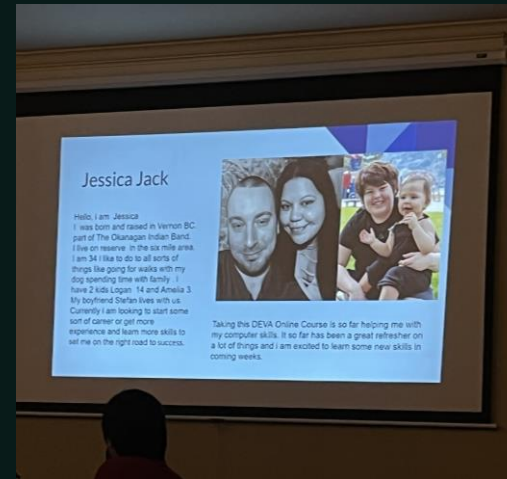 Jessica Jack
Hello, i am Jessica
I was born and raised in Vernon BC.
part of The Okanagan Indian Band.
I live on reserve in the six mile area.
I am 34 I like to do to all sorts of
things like going for walks with my
dog spending time with family . I
have 2 kids Logan 14 and Amelia 3.
My boyfriend Stefan lives with us.
Currently I am looking to start some
sort of career or get more
experience and learn more skills to
set me on the right road to success.
Taking this DEVA Online Course is so far helping me with
my computer skills. It so far has been a great refresher on
a lot of things and i am excited to learn some new skills in
coming weeks.